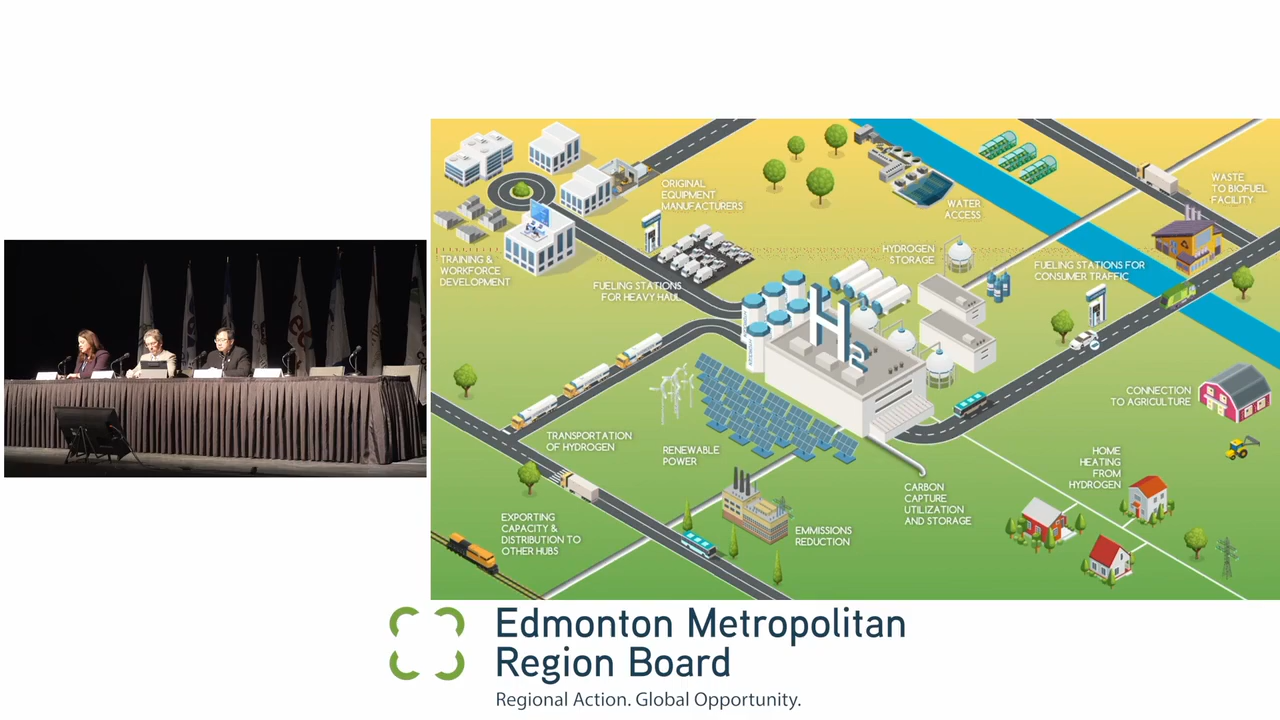 ORIGINAL
EQUIPMENT
MANUFACTURERS
WASTE
TO BIOFUEL
FACILITY
WATER
ACCESS
TRAINING &
WORKFORCE
DEVELOPMENT
HYDROGEN
STORAGE
FUELING STATIONS FOR
CONSUMER TRAFFIC
FUELING STATIONS
FOR HEAVY HAUL
H2
CONNECTION
TO AGRICULTURE
TRANSPORTATION
OF HYDROGEN
RENEWABLE
POWER
HOME
HEATING
FROM
HYDROGEN
CARBON
CAPTURE
UTILIZATION
AND STORAGE
EXPORTING
CAPACITY &
DISTRIBUTION TO
OTHER HUBS
EMMISSIONS
REDUCTION
Edmonton Metropolitan
Region Board
Regional Action. Global Opportunity.